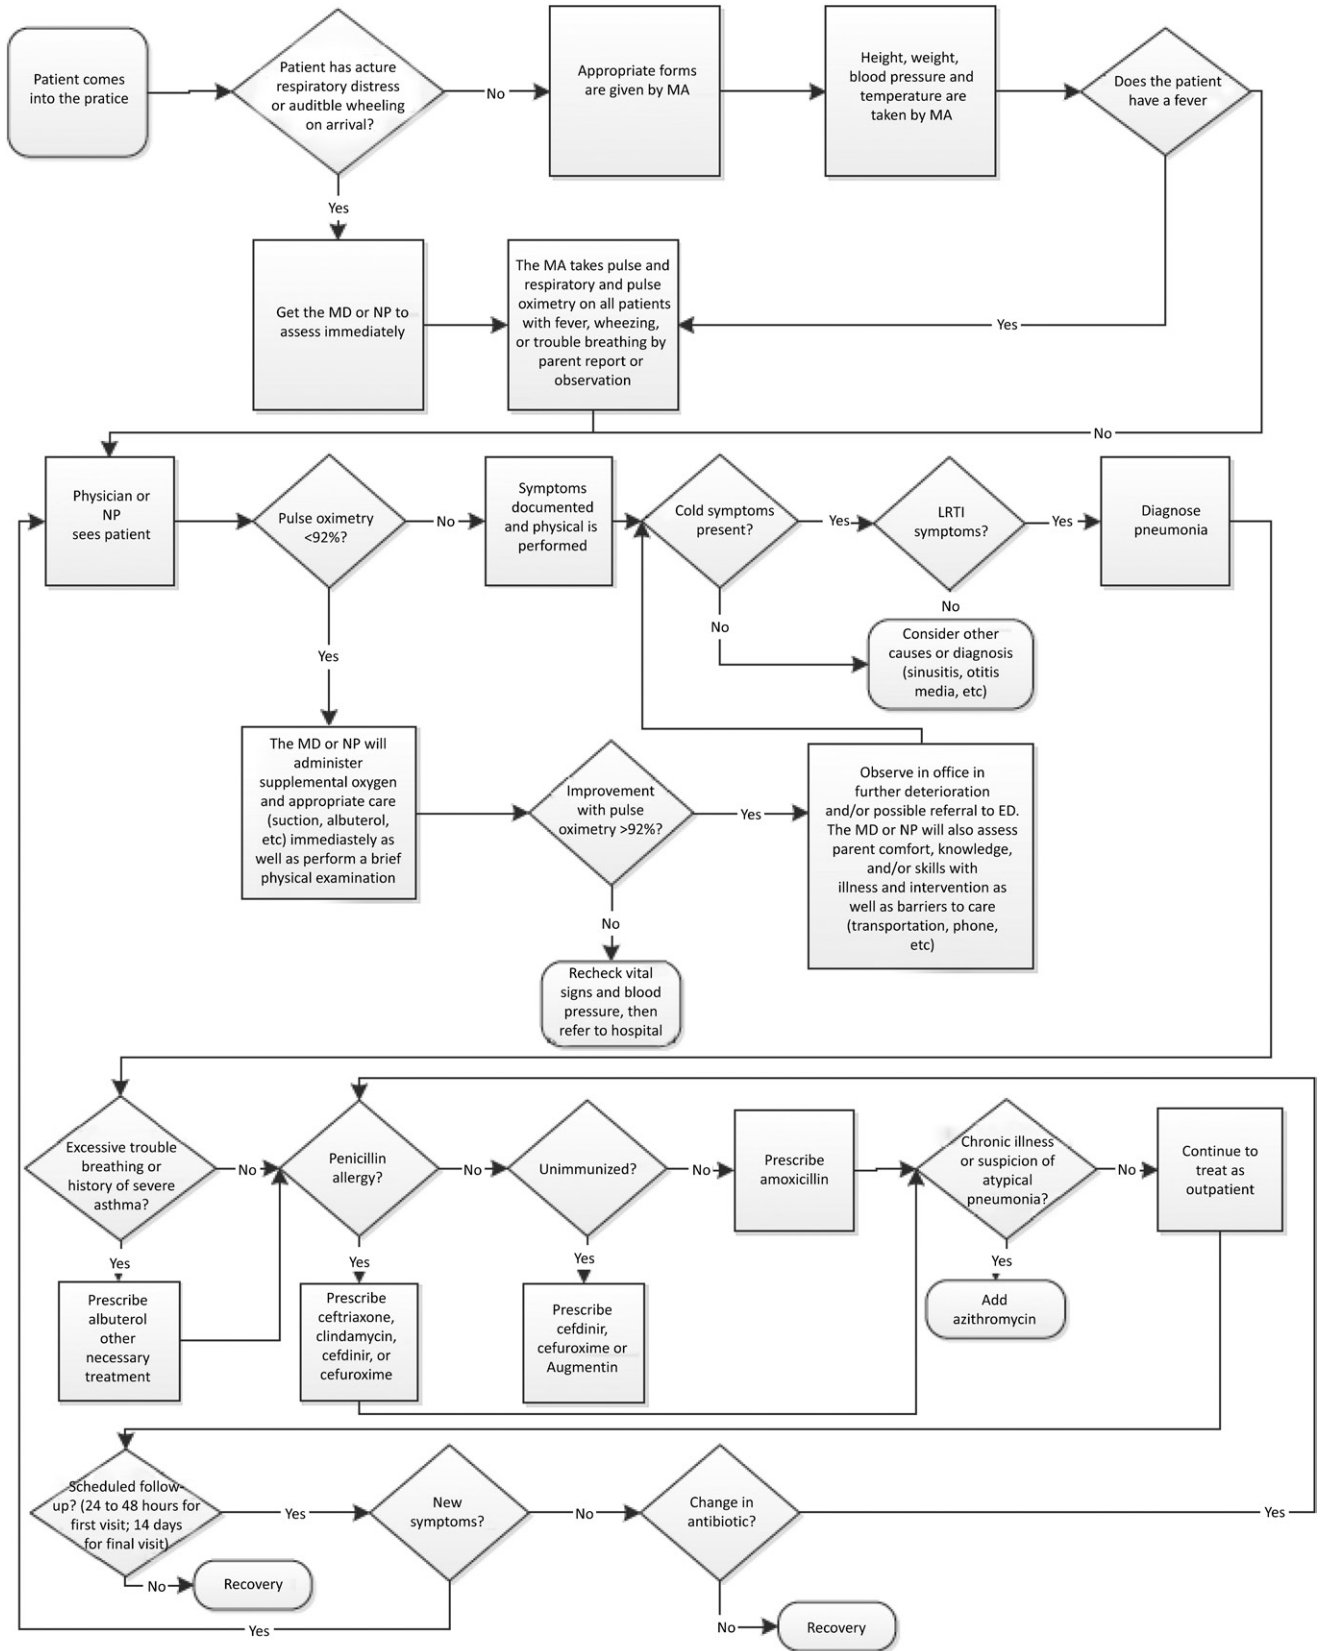 Patient comes
into the pratice
Patient has acture
respiratory distress
or auditble wheeling
on arrival?
No
Appropriate forms
are given by MA
Height, weight,
blood pressure and
temperature are
taken by MA
Does the patient
have a fever
Yes
Get the MD or NP to
assess immediately
The MA takes pulse and
respiratory and pulse
oximetry on all patients
with fever, wheezing,
or trouble breathing by
parent report or
observation
Yes
No
Physician or
NP
sees patient
Pulse oximetry
<92%?
No
Symptoms
documented
and physical is
performed
Cold symptoms
present?
Yes
LRTI
symptoms?
Yes
Diagnose
pneumonia
No
No
Consider other
causes or diagnosis
(sinusitis, otitis
media, etc)
Yes
The MD or NP will
administer
supplemental oxygen
and appropriate care
(suction, albuterol,
etc) immediastely as
well as perform a brief
physical examination
Improvement
with pulse
oximetry >92%?
Yes
Observe in office in
further deterioration
and/or possible referral to ED.
The MD or NP will also assess
parent comfort, knowledge,
and/or skills with
illness and intervention as
well as barriers to care
(transportation, phone,
etc)
No
Recheck vital
signs and blood
pressure, then
refer to hospital
Excessive trouble
breathing or
history of severe
asthma?
No
Penicillin
allergy?
No
Unimmunized?
No
Prescribe
amoxicillin
Chronic illness
or suspicion of
atypical
pneumonia?
No
Continue to
treat as
outpatient
Yes
Prescribe
albuterol
other
necessary
treatment
Yes
Prescribe
ceftriaxone,
clindamycin,
cefdinir, or
cefuroxime
Yes
Prescribe
cefdinir,
cefuroxime or
Augmentin
Yes
Add
azithromycin
Scheduled follow-
up? (24 to 48 hours for
first visit; 14 days
for final visit)
Yes
New
symptoms?
No
Change in
antibiotic?
Yes
No
Recovery
Yes
No
Recovery